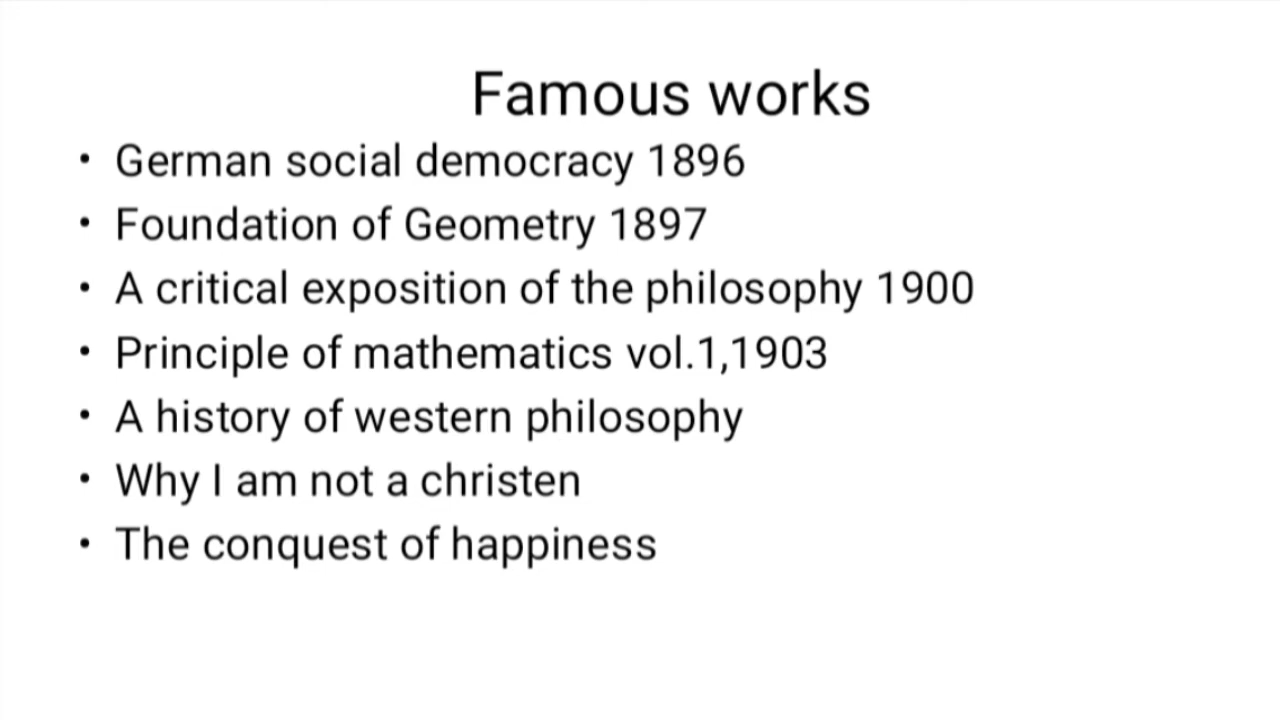 Famous works
• German social democracy 1896
• Foundation of Geometry 1897
• A critical exposition of the philosophy 1900
• Principle of mathematics vol.1,1903
• A history of western philosophy
• Why I am not a christen
• The conquest of happiness